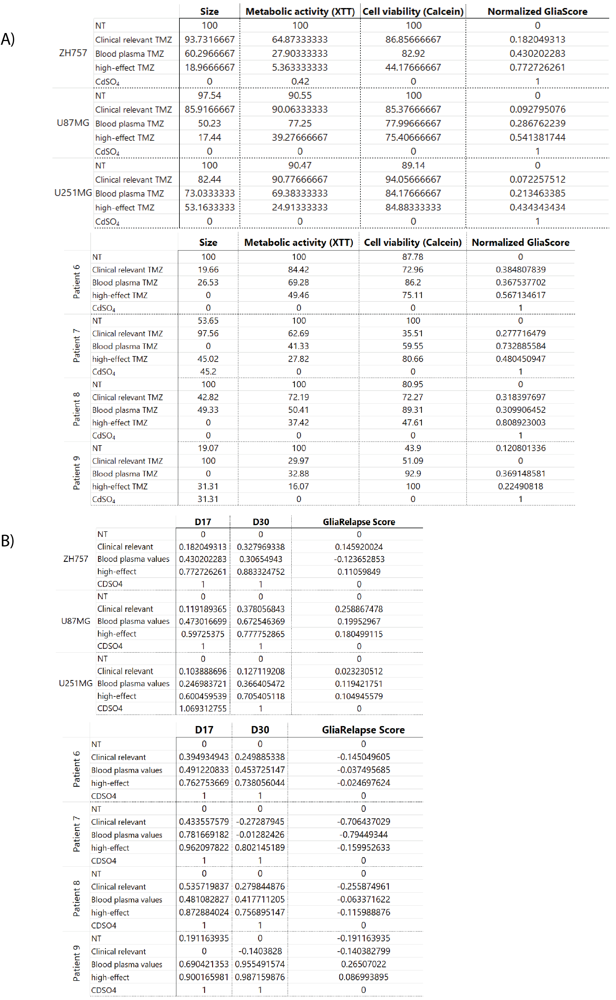 A)
Size Metabolic activity (XTT) Cell viability (Calcein) Normalized GliaScore
ZH757
NT 100 100 100 0
Clinical relevant TMZ 93.7316667 64.87333333 86.85666667 0.182049313
Blood plasma TMZ 60.2966667 27.90333333 82.92 0.430202283
high-effect TMZ 18.9666667 5.363333333 44.17666667 0.772726261
CdSO₄ 0 0.42 0 1
U87MG
NT 97.54 90.55 100 0
Clinical relevant TMZ 85.9166667 90.06333333 85.37666667 0.092795076
Blood plasma TMZ 50.23 77.25 77.99666667 0.286762239
high-effect TMZ 17.44 39.27666667 75.40666667 0.541381744
CdSO₄ 0 0 0 1
U251MG
NT 100 90.47 89.14 0
Clinical relevant TMZ 82.44 90.77666667 94.05666667 0.072257512
Blood plasma TMZ 73.0333333 69.38333333 84.17666667 0.213463385
high-effect TMZ 53.1633333 24.91333333 84.88333333 0.434343434
CdSO₄ 0 0 0 1
Size Metabolic activity (XTT) Cell viability (Calcein) Normalized GliaScore
Patient 6
NT 100 100 87.78 0
Clinical relevant TMZ 19.66 84.42 72.96 0.384807839
Blood plasma TMZ 26.53 69.28 86.2 0.367537702
high-effect TMZ 0 49.46 75.11 0.567134617
CdSO₄ 0 0 0 1
Patient 7
NT 53.65 100 100 0
Clinical relevant TMZ 97.56 62.69 35.51 0.277716479
Blood plasma TMZ 0 41.33 59.55 0.732885584
high-effect TMZ 45.02 27.82 80.66 0.480450947
CdSO₄ 45.2 0 0 1
Patient 8
NT 100 100 80.95 0
Clinical relevant TMZ 42.82 72.19 72.27 0.318397697
Blood plasma TMZ 49.33 50.41 89.31 0.309906452
high-effect TMZ 0 37.42 47.61 0.808923003
CdSO₄ 0 0 0 1
Patient 9
NT 19.07 100 43.9 0.120801336
Clinical relevant TMZ 100 29.97 51.09 0
Blood plasma TMZ 0 32.88 92.9 0.369148581
high-effect TMZ 31.31 16.07 100 0.22490818
CdSO₄ 31.31 0 0 1
B)
D17 D30 GliaRelapse Score
ZH757
NT 0 0 0
Clinical relevant 0.182049313 0.327969338 0.145920024
Blood plasma values 0.430202283 0.30654943 -0.123652853
high-effect 0.772726261 0.883324752 0.11059849
CDSO4 1 1 0
U87MG
NT 0 0 0
Clinical relevant 0.119189365 0.378056843 0.258867478
Blood plasma values 0.473016699 0.672546369 0.19952967
high-effect 0.59725375 0.777752865 0.180499115
CDSO4 1 1 0
U251MG
NT 0 0 0
Clinical relevant 0.103888696 0.127119208 0.023230512
Blood plasma values 0.246983721 0.366405472 0.119421751
high-effect 0.600459539 0.705405118 0.104945579
CDSO4 1.069312755 1 0
D17 D30 GliaRelapse Score
Patient 6
NT 0 0 0
Clinical relevant 0.394934943 0.249885338 -0.145049605
Blood plasma values 0.491220833 0.453725147 -0.037495685
high-effect 0.762753669 0.738056044 -0.024697624
CDSO4 1 1 0
Patient 7
NT 0 0 0
Clinical relevant 0.433557579 -0.27287945 -0.706437029
Blood plasma values 0.781669182 -0.01282426 -0.79449344
high-effect 0.962097822 0.802145189 -0.159952633
CDSO4 1 1 0
Patient 8
NT 0 0 0
Clinical relevant 0.535719837 0.279844876 -0.255874961
Blood plasma values 0.481082827 0.417711205 -0.063371622
high-effect 0.872884024 0.756895147 -0.115988876
CDSO4 1 1 0
Patient 9
NT 0.191163935 0 -0.191163935
Clinical relevant 0 -0.1403828 -0.140382799
Blood plasma values 0.690421353 0.955491574 0.26507022
high-effect 0.900165981 0.987159876 0.086993895
CDSO4 1 1 0